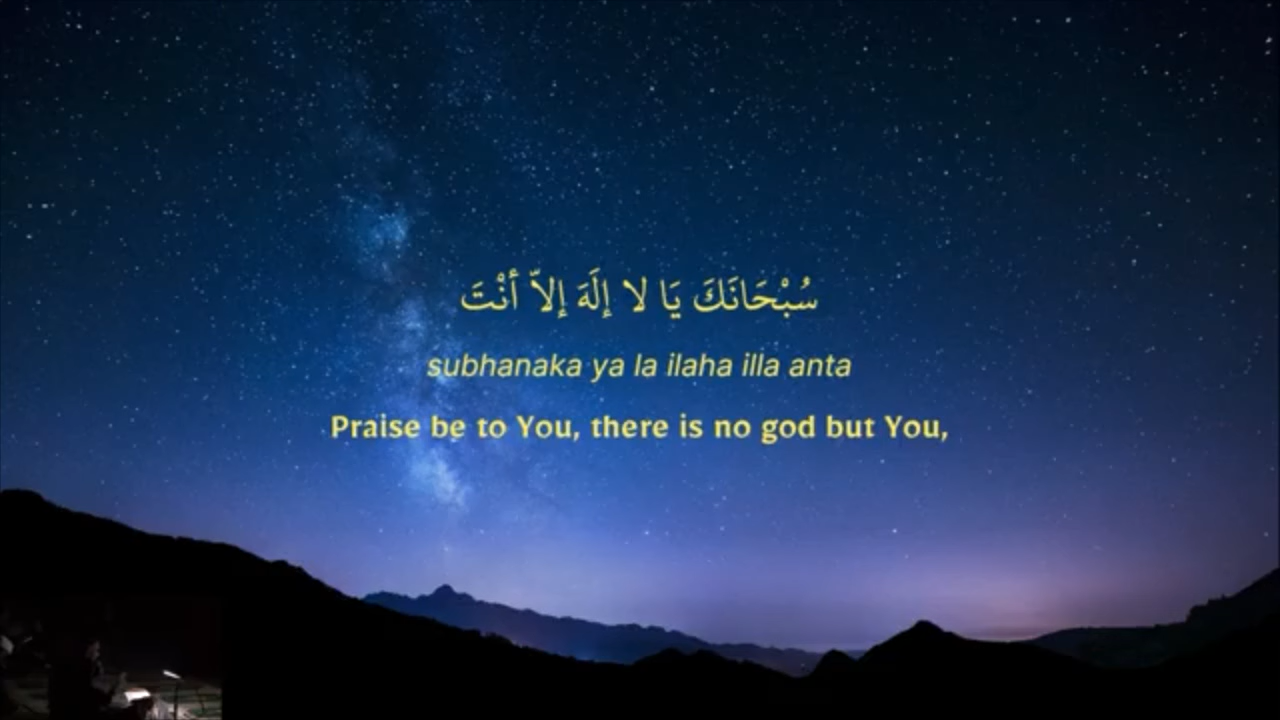 سُبْحَانَكَ يَا لا إِلَهَ إِلاّ أَنْتَ
subhanaka ya la ilaha illa anta
Praise be to You, there is no god but You,